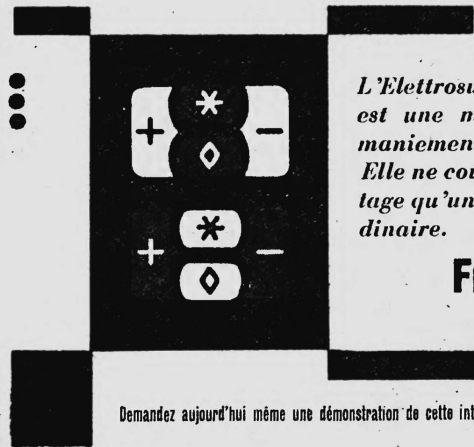 L'Elettrosu
est une n
maniemen
Elle ne cou
tage qu'un
dinaire.
F
+ * −
◊
+ * −
◊
Demandez aujourd'hui même une démonstration de cette int